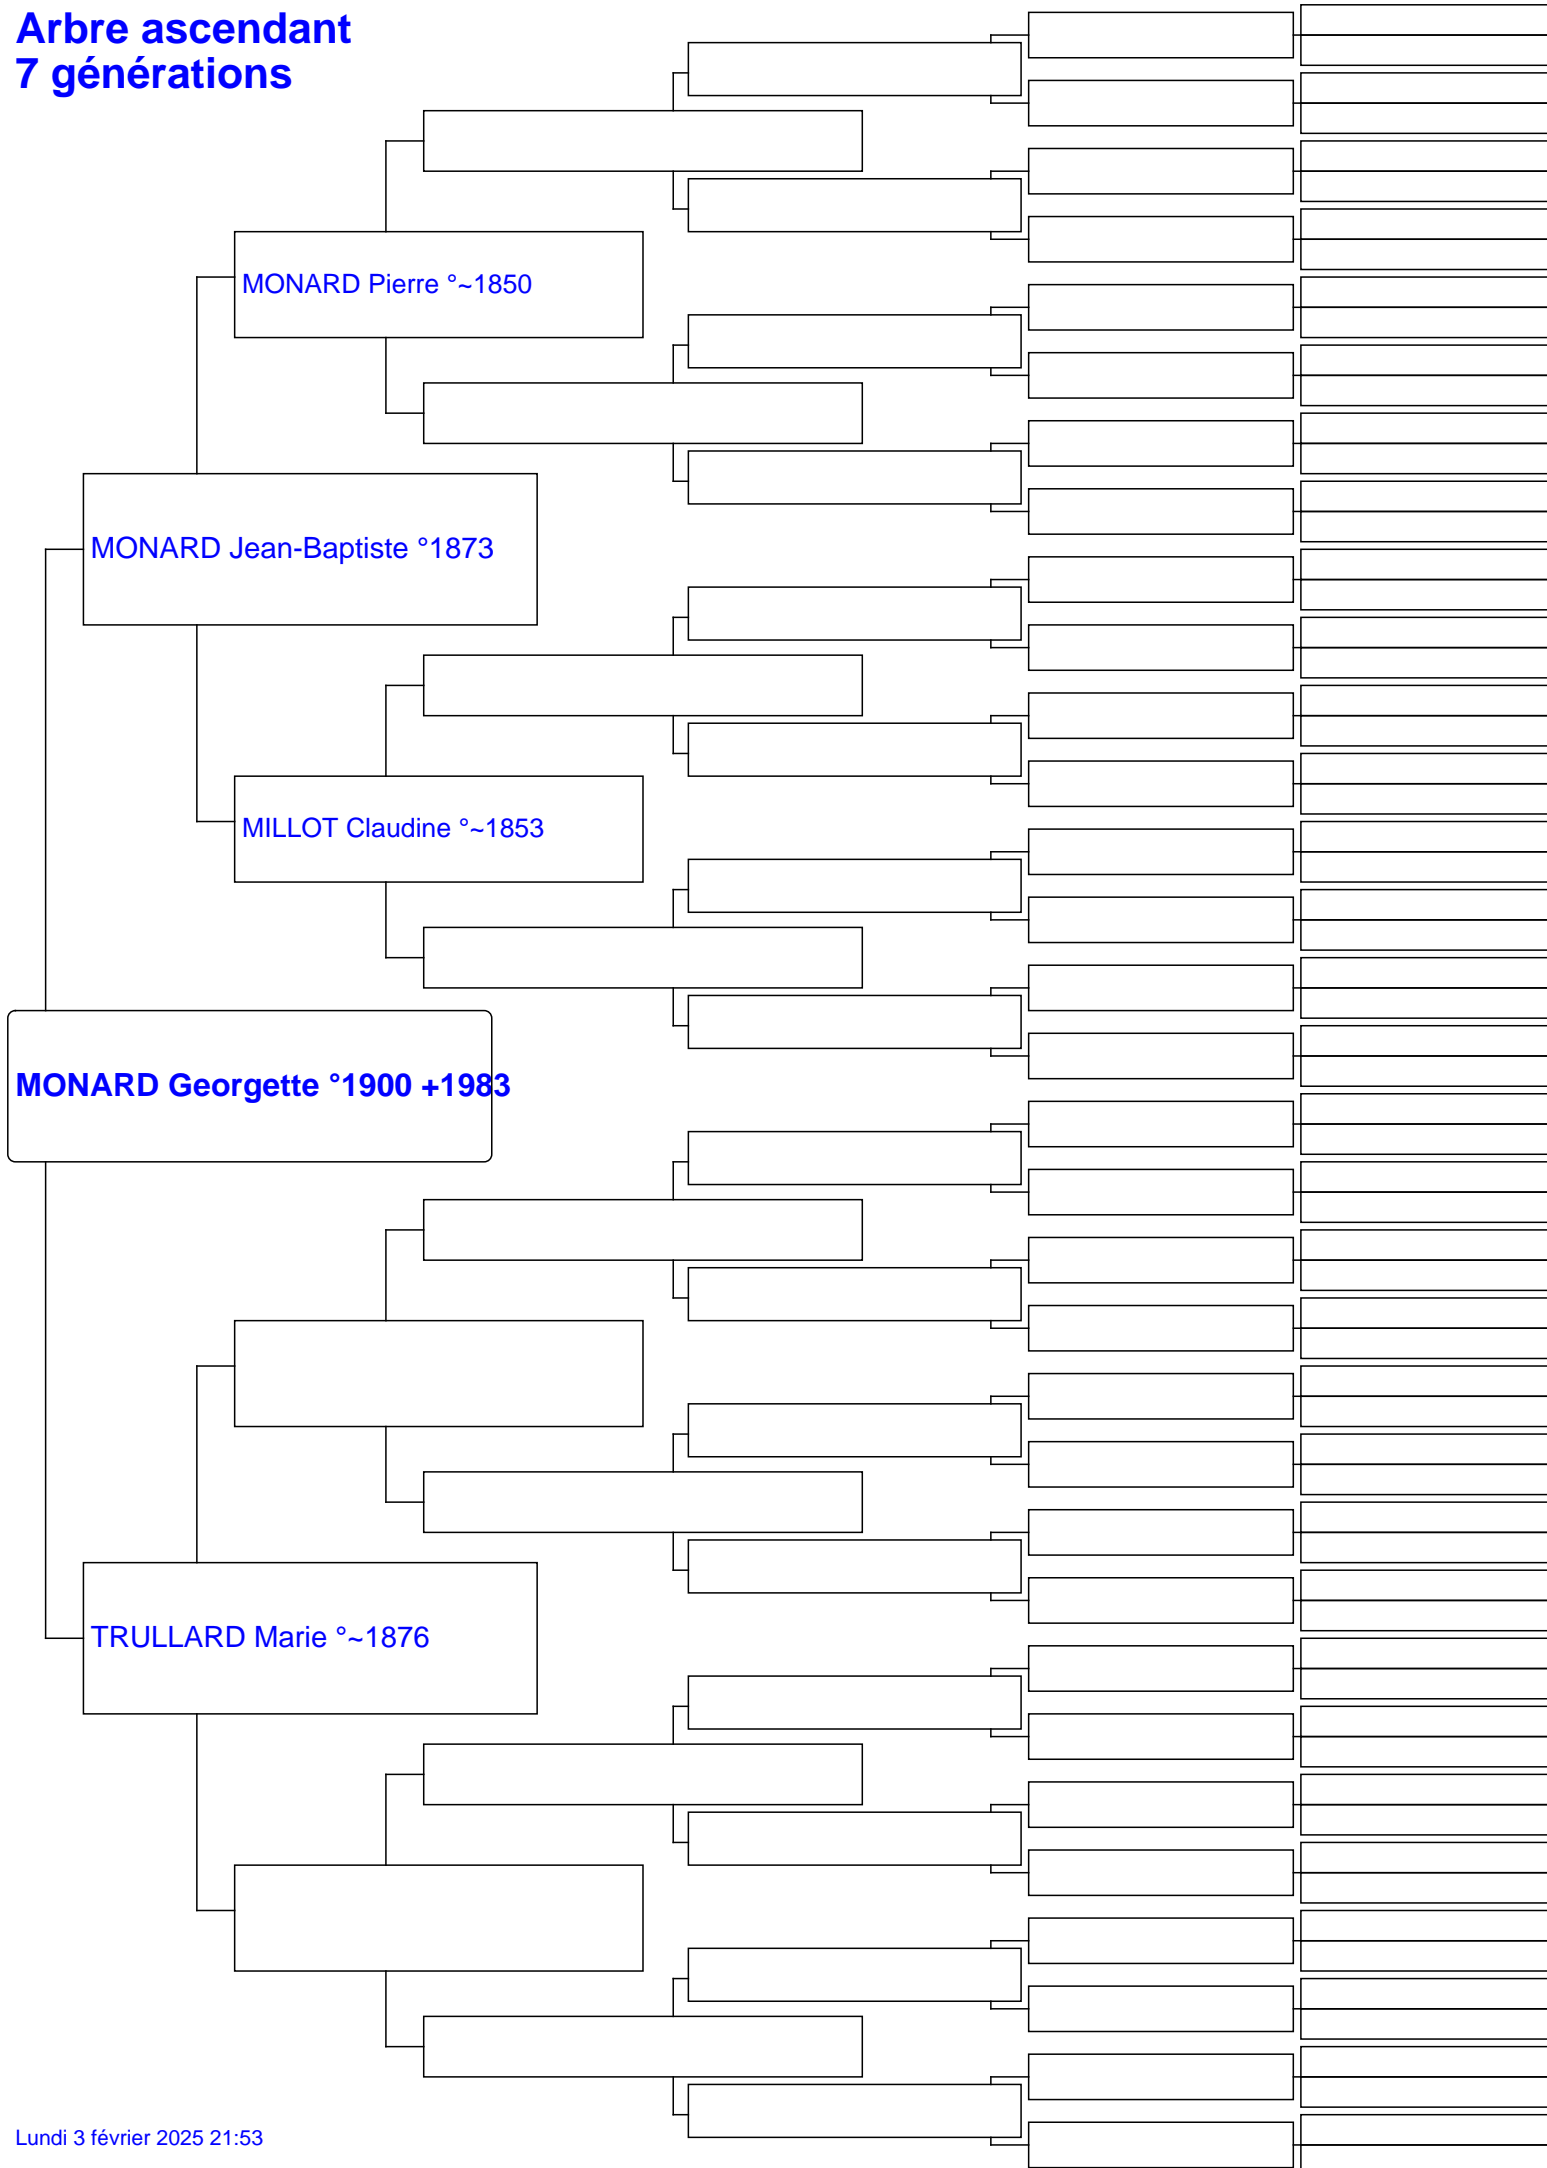 Arbre ascendant
7 générations
MONARD Pierre °~1850
MONARD Jean-Baptiste °1873
MILLOT Claudine °~1853
MONARD Georgette °1900 +1983
TRULLARD Marie °~1876
Lundi 3 février 2025 21:53